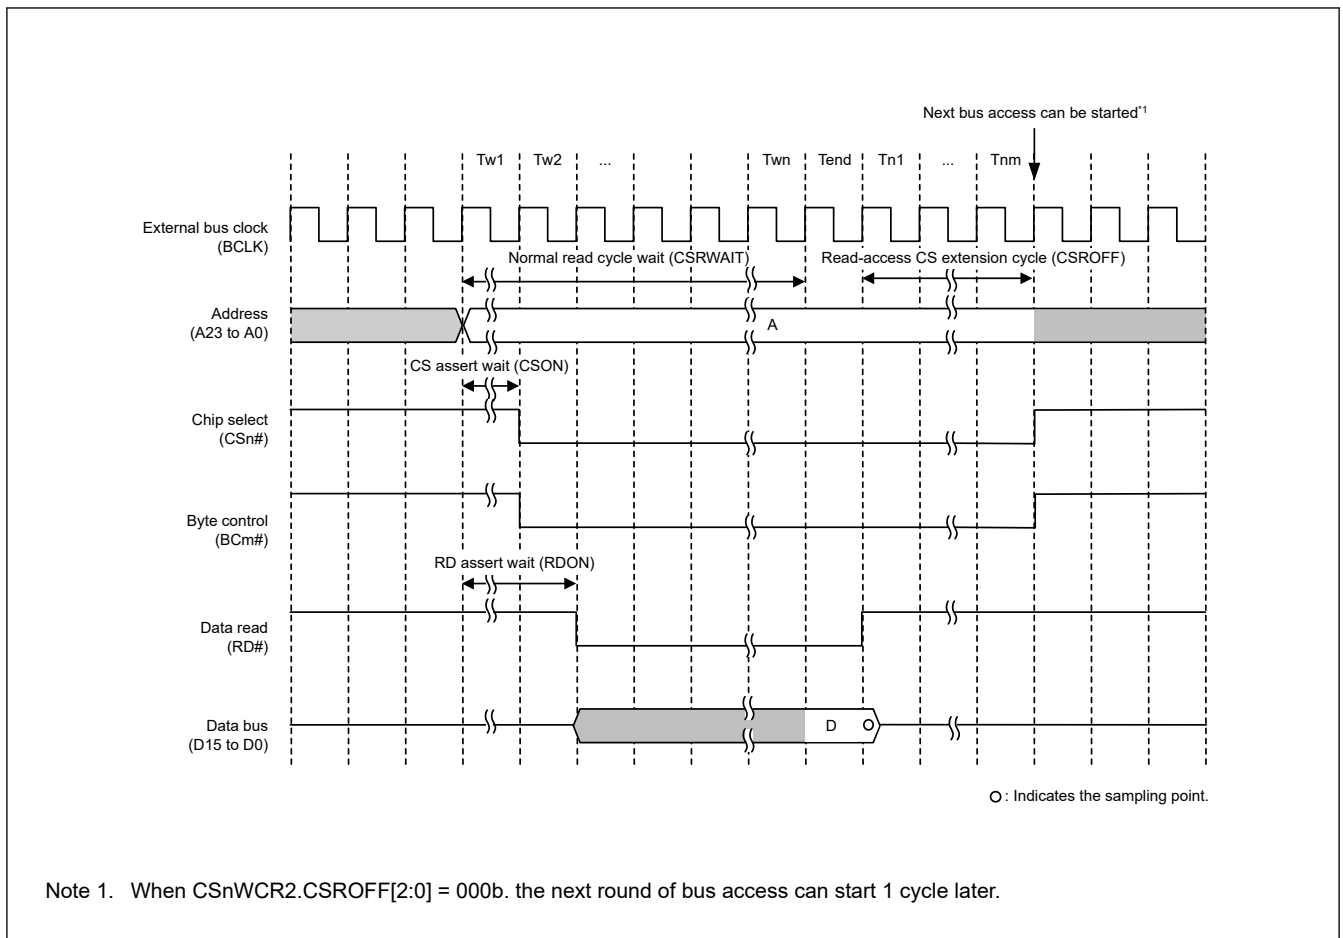 Next bus access can be started*1
Tw1 Tw2 ... Twn Tend Tn1 ... Tnm
External bus clock
(BCLK)
Normal read cycle wait (CSRWAIT) Read-access CS extension cycle (CSROFF)
Address
(A23 to A0)
A
CS assert wait (CSON)
Chip select
(CSn#)
Byte control
(BCm#)
RD assert wait (RDON)
Data read
(RD#)
Data bus
(D15 to D0)
D
: Indicates the sampling point.
Note 1. When CSnWCR2.CSROFF[2:0] = 000b. the next round of bus access can start 1 cycle later.